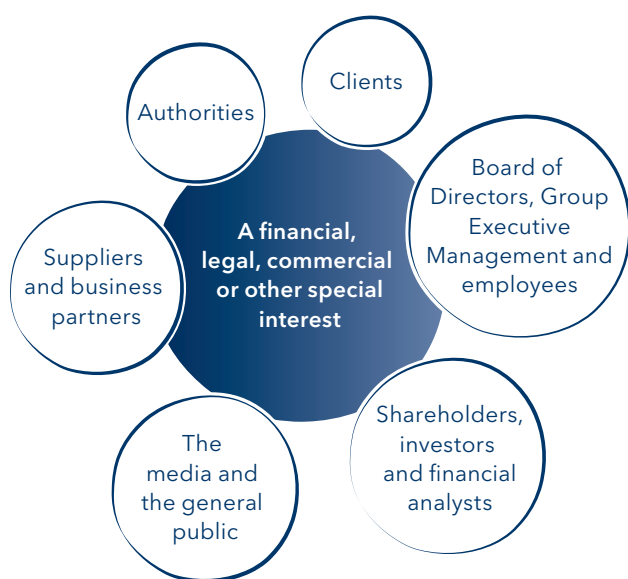 Clients
Authorities
Board of
Directors, Group
Executive
Management and
employees
A financial,
legal, commercial
or other special
interest
Suppliers
and business
partners
Shareholders,
investors
and financial
analysts
The
media and
the general
public